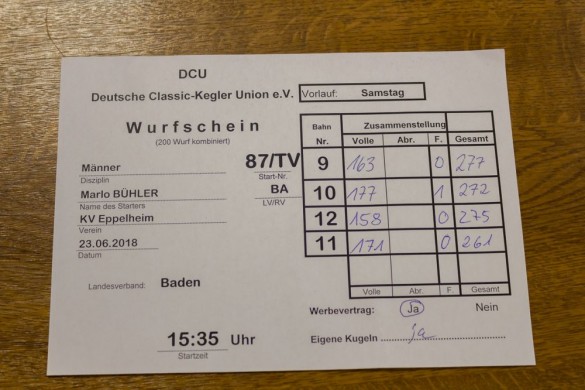 DCU
Deutsche Classic-Kegler Union e.V.
Vorlauf: Samstag
Wurfschein
(200 Wurf kombiniert)
Bahn Nr. Zusammenstellung
Volle Abr. F. Gesamt
87/TV
Start-Nr.
BA
LV/RV
Männer
Disziplin
Marlo BÜHLER
Name des Starters
KV Eppelheim
Verein
23.06.2018
Datum
9 163 0 277
10 177 1 272
12 158 0 275
11 171 0 261
Volle Abr. F. Gesamt
Landesverband: Baden
Werbevertrag: Ja Nein
15:35 Uhr
Startzeit
Eigene Kugeln ja